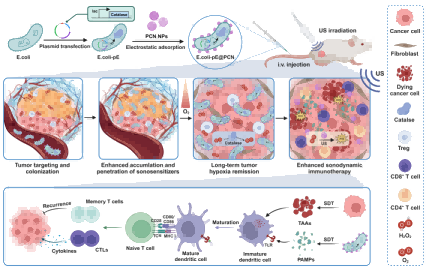 lac
Catalase
PCN NPs
Plasmid transfection
Electrostatic adsorption
E.coli
E.coli-pE
E.coli-pE@PCN
US irradiation
i.v. injection
US
O₂
Catalase
US
Tumor targeting and
colonization
Enhanced accumlation and
penetration of sonosensitizers
Long-term tumor
hypoxia remission
Enhanced sonodynamic
immunotherapy
Recurrence
Memory T cells
Cytokines
CTLs
Naive T cell
CD28
CD80/
CD86
TCR
MHC
Mature
dendritic cell
Maturation
Immature
dendritic cell
TLR
TAAs
SDT
PAMPs
SDT
Cancer cell
Fibroblast
Dying
cancer cell
Catalse
Treg
CD8⁺ T cell
CD4⁺ T cell
H₂O₂
O₂